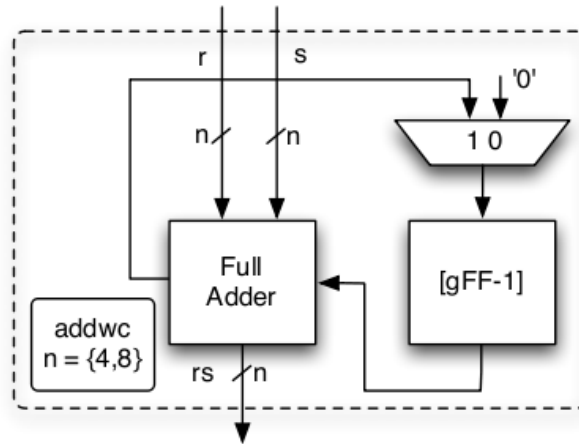 r
s
'0'
n
n
1 0
Full
Adder
[gFF-1]
addwc
n = {4,8}
rs
n